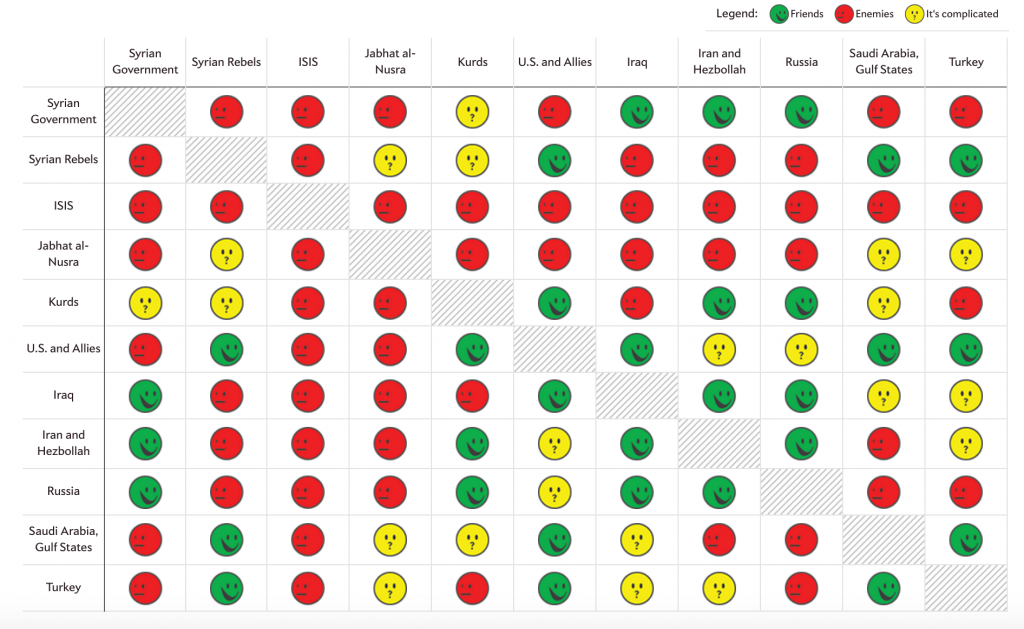 Legend: Friends Enemies It's complicated
Syrian
Government
Syrian Rebels
ISIS
Jabhat al-
Nusra
Kurds
U.S. and Allies
Iraq
Iran and
Hezbollah
Russia
Saudi Arabia,
Gulf States
Turkey
Syrian
Government
Syrian Rebels
ISIS
Jabhat al-
Nusra
Kurds
U.S. and Allies
Iraq
Iran and
Hezbollah
Russia
Saudi Arabia,
Gulf States
Turkey